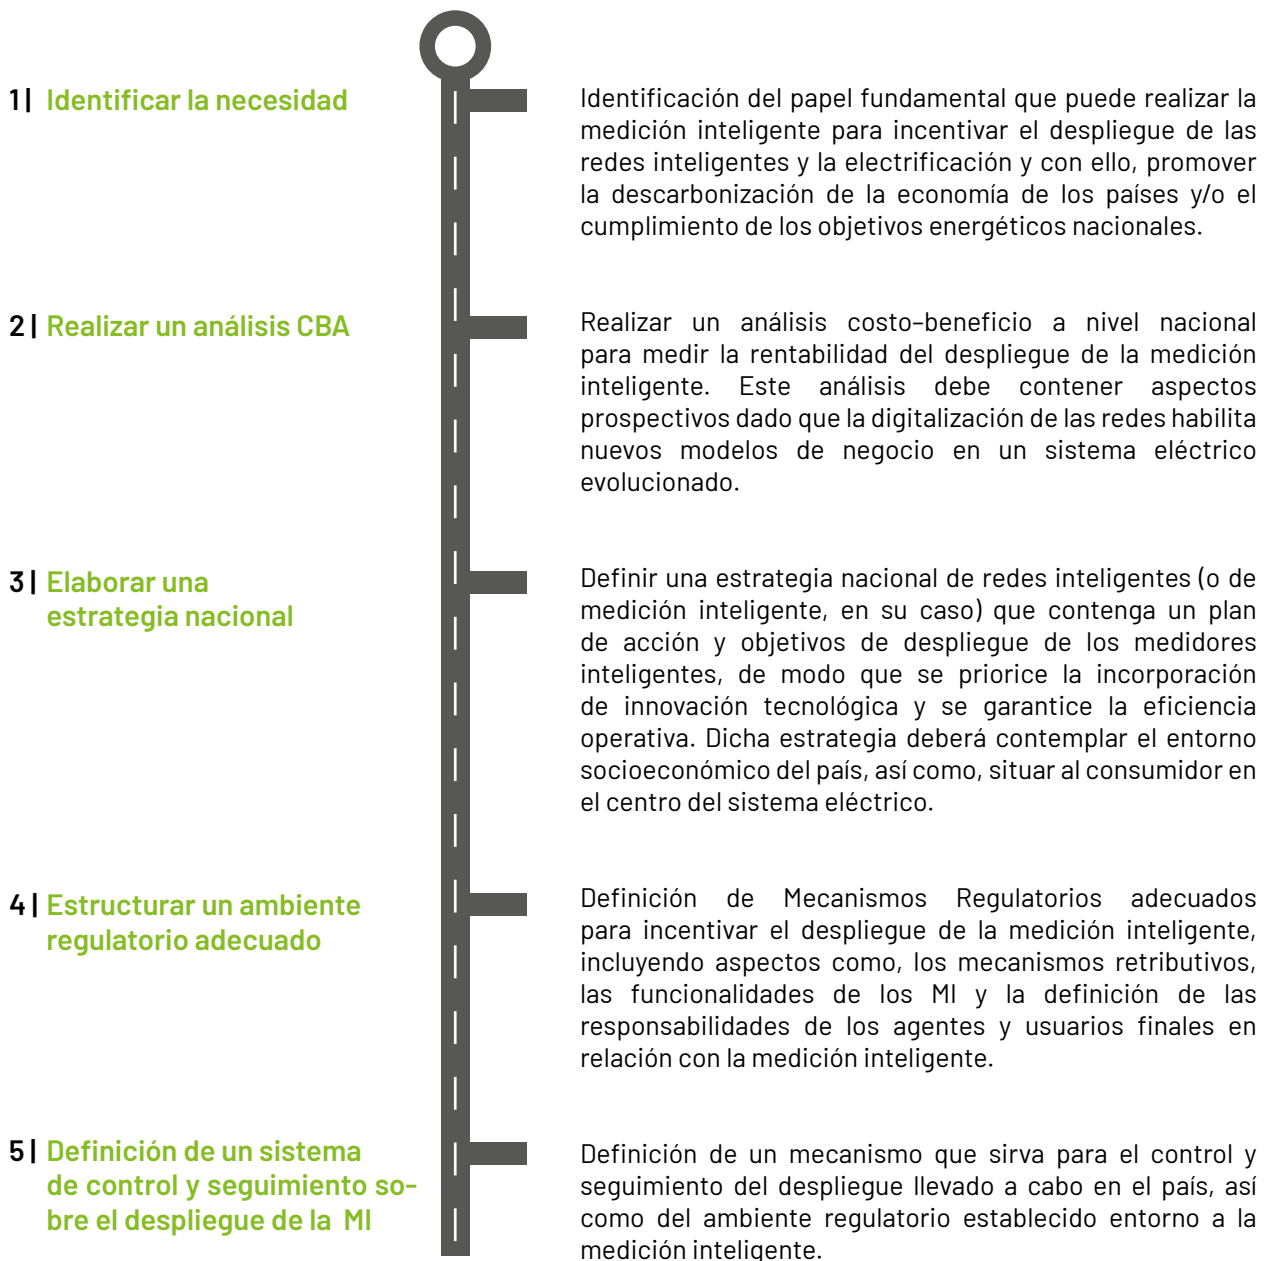 1 | Identificar la necesidad
Identificación del papel fundamental que puede realizar la
medición inteligente para incentivar el despliegue de las
redes inteligentes y la electrificación y con ello, promover
la descarbonización de la economía de los países y/o el
cumplimiento de los objetivos energéticos nacionales.
2 | Realizar un análisis CBA
Realizar un análisis costo–beneficio a nivel nacional
para medir la rentabilidad del despliegue de la medición
inteligente. Este análisis debe contener aspectos
prospectivos dado que la digitalización de las redes habilita
nuevos modelos de negocio en un sistema eléctrico
evolucionado.
3 | Elaborar una
estrategia nacional
Definir una estrategia nacional de redes inteligentes (o de
medición inteligente, en su caso) que contenga un plan
de acción y objetivos de despliegue de los medidores
inteligentes, de modo que se priorice la incorporación
de innovación tecnológica y se garantice la eficiencia
operativa. Dicha estrategia deberá contemplar el entorno
socioeconómico del país, así como, situar al consumidor en
el centro del sistema eléctrico.
4 | Estructurar un ambiente
regulatorio adecuado
Definición de Mecanismos Regulatorios adecuados
para incentivar el despliegue de la medición inteligente,
incluyendo aspectos como, los mecanismos retributivos,
las funcionalidades de los MI y la definición de las
responsabilidades de los agentes y usuarios finales en
relación con la medición inteligente.
5 | Definición de un sistema
de control y seguimiento so-
bre el despliegue de la MI
Definición de un mecanismo que sirva para el control y
seguimiento del despliegue llevado a cabo en el país, así
como del ambiente regulatorio establecido entorno a la
medición inteligente.